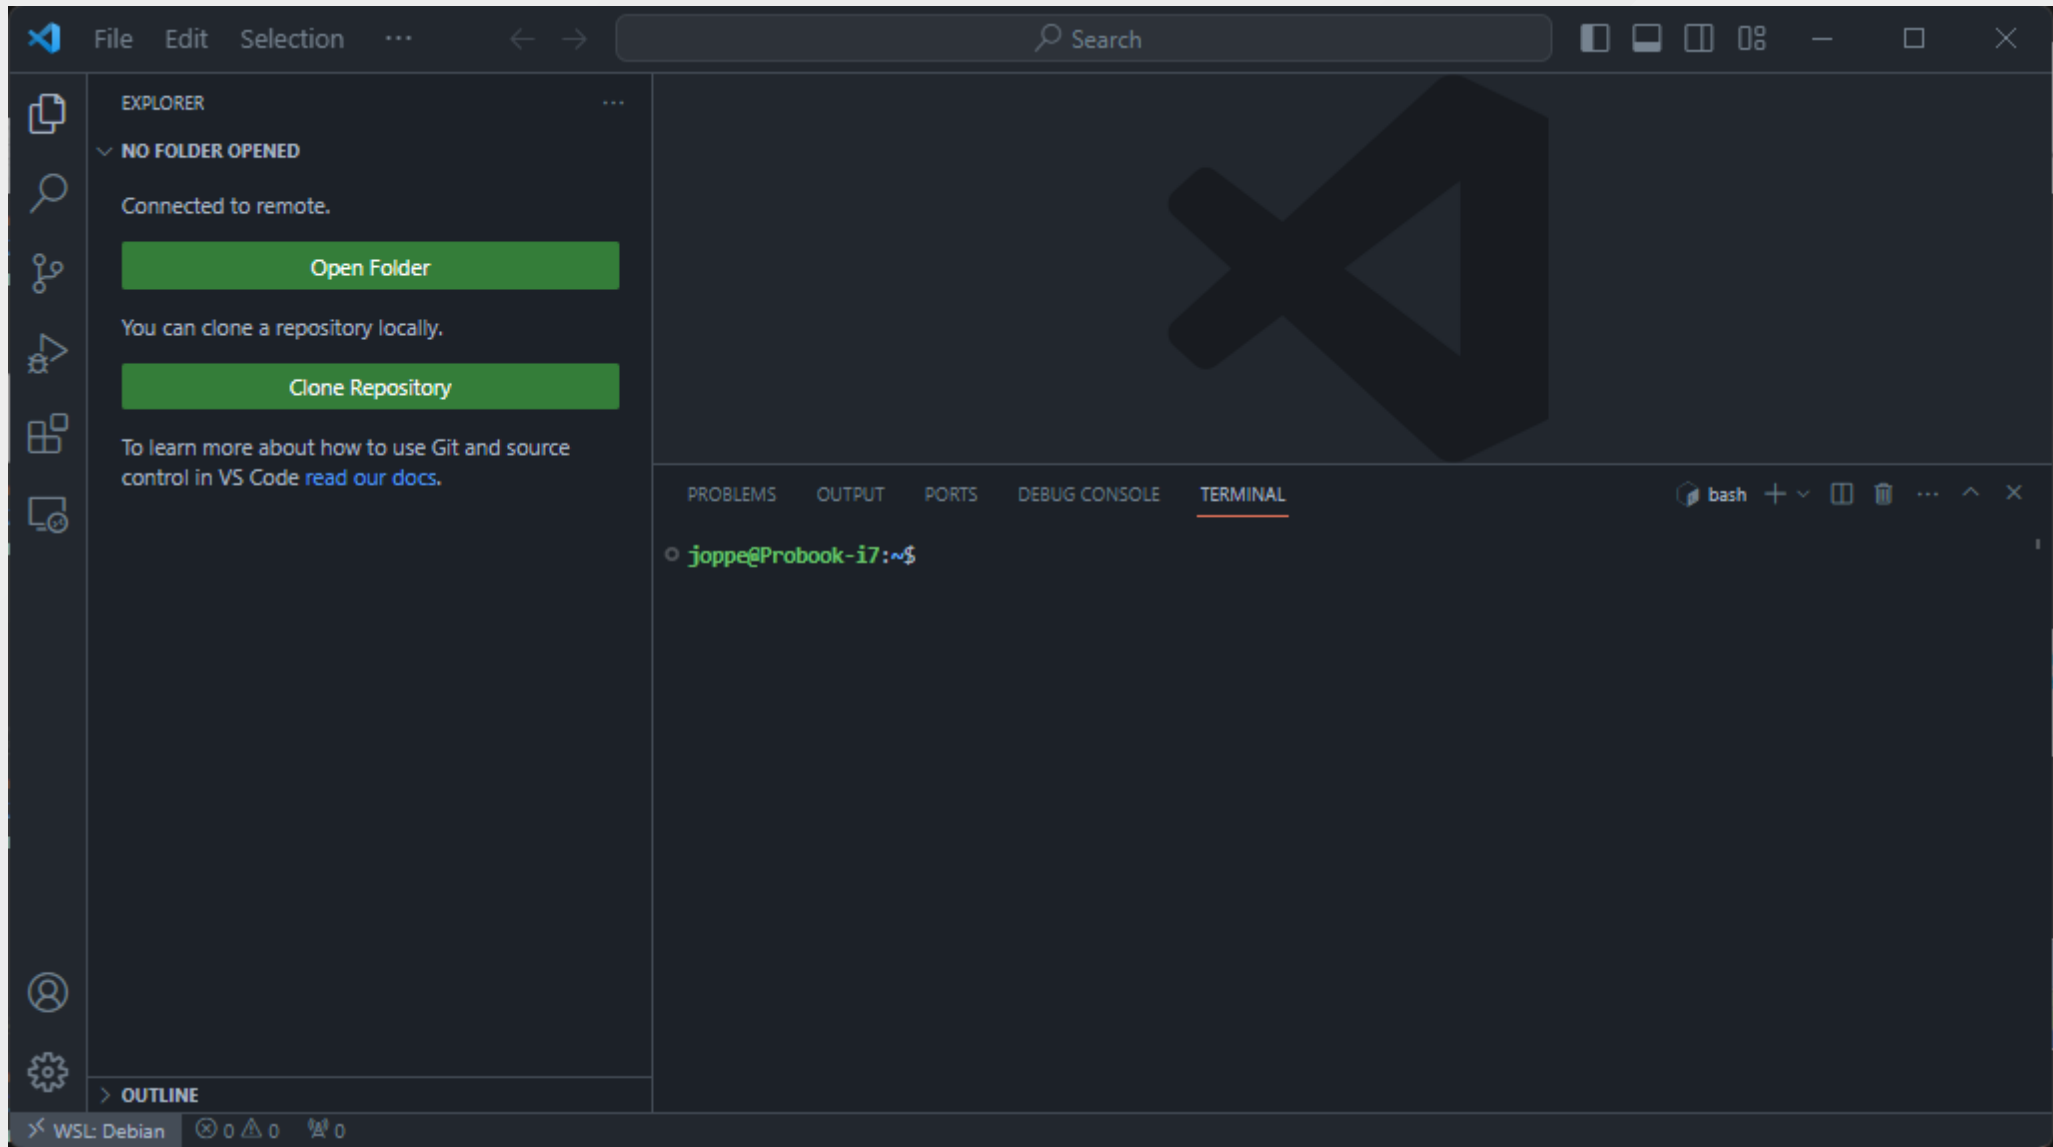 File Edit Selection ··· Search
EXPLORER ···
NO FOLDER OPENED
Connected to remote.
Open Folder
You can clone a repository locally.
Clone Repository
To learn more about how to use Git and source
control in VS Code read our docs.
OUTLINE
PROBLEMS OUTPUT PORTS DEBUG CONSOLE TERMINAL bash
joppe@Probook-i7:~$
WSL: Debian 0 0 0